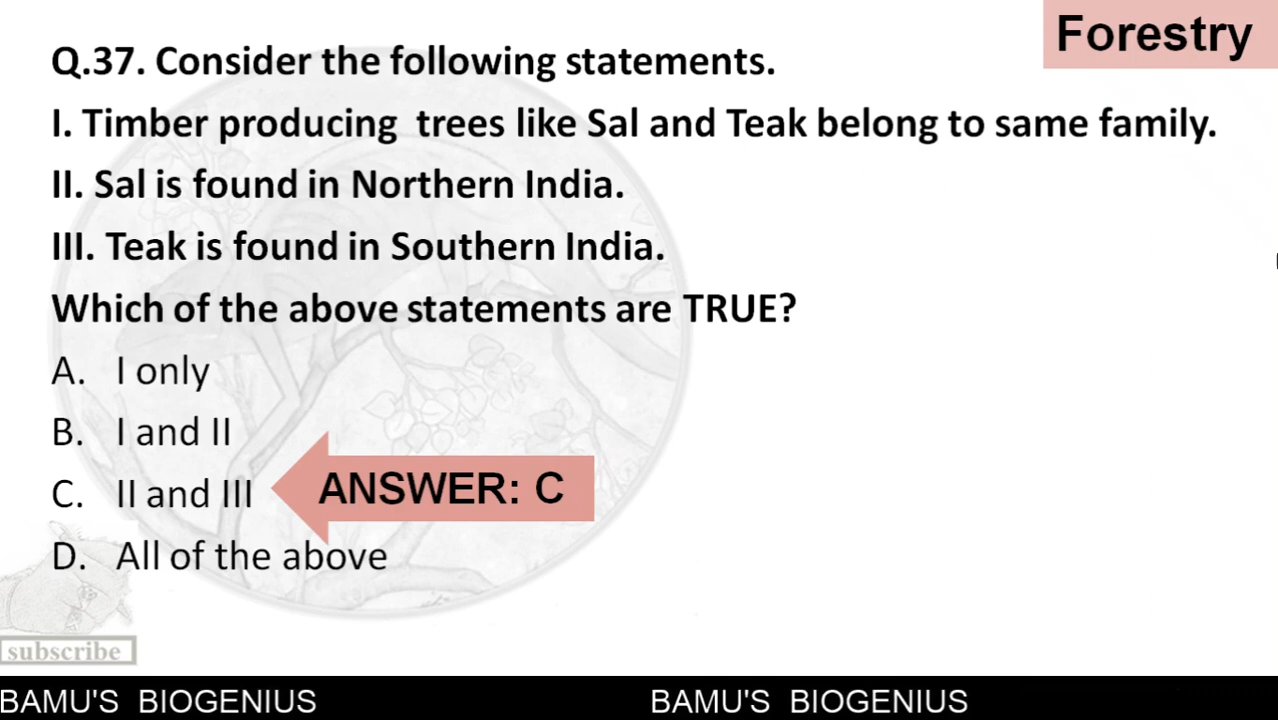 Forestry
Q.37. Consider the following statements.
I. Timber producing trees like Sal and Teak belong to same family.
II. Sal is found in Northern India.
III. Teak is found in Southern India.
Which of the above statements are TRUE?
A. I only
B. I and II
C. II and III
ANSWER: C
D. All of the above
subscribe
BAMU'S BIOGENIUS BAMU'S BIOGENIUS